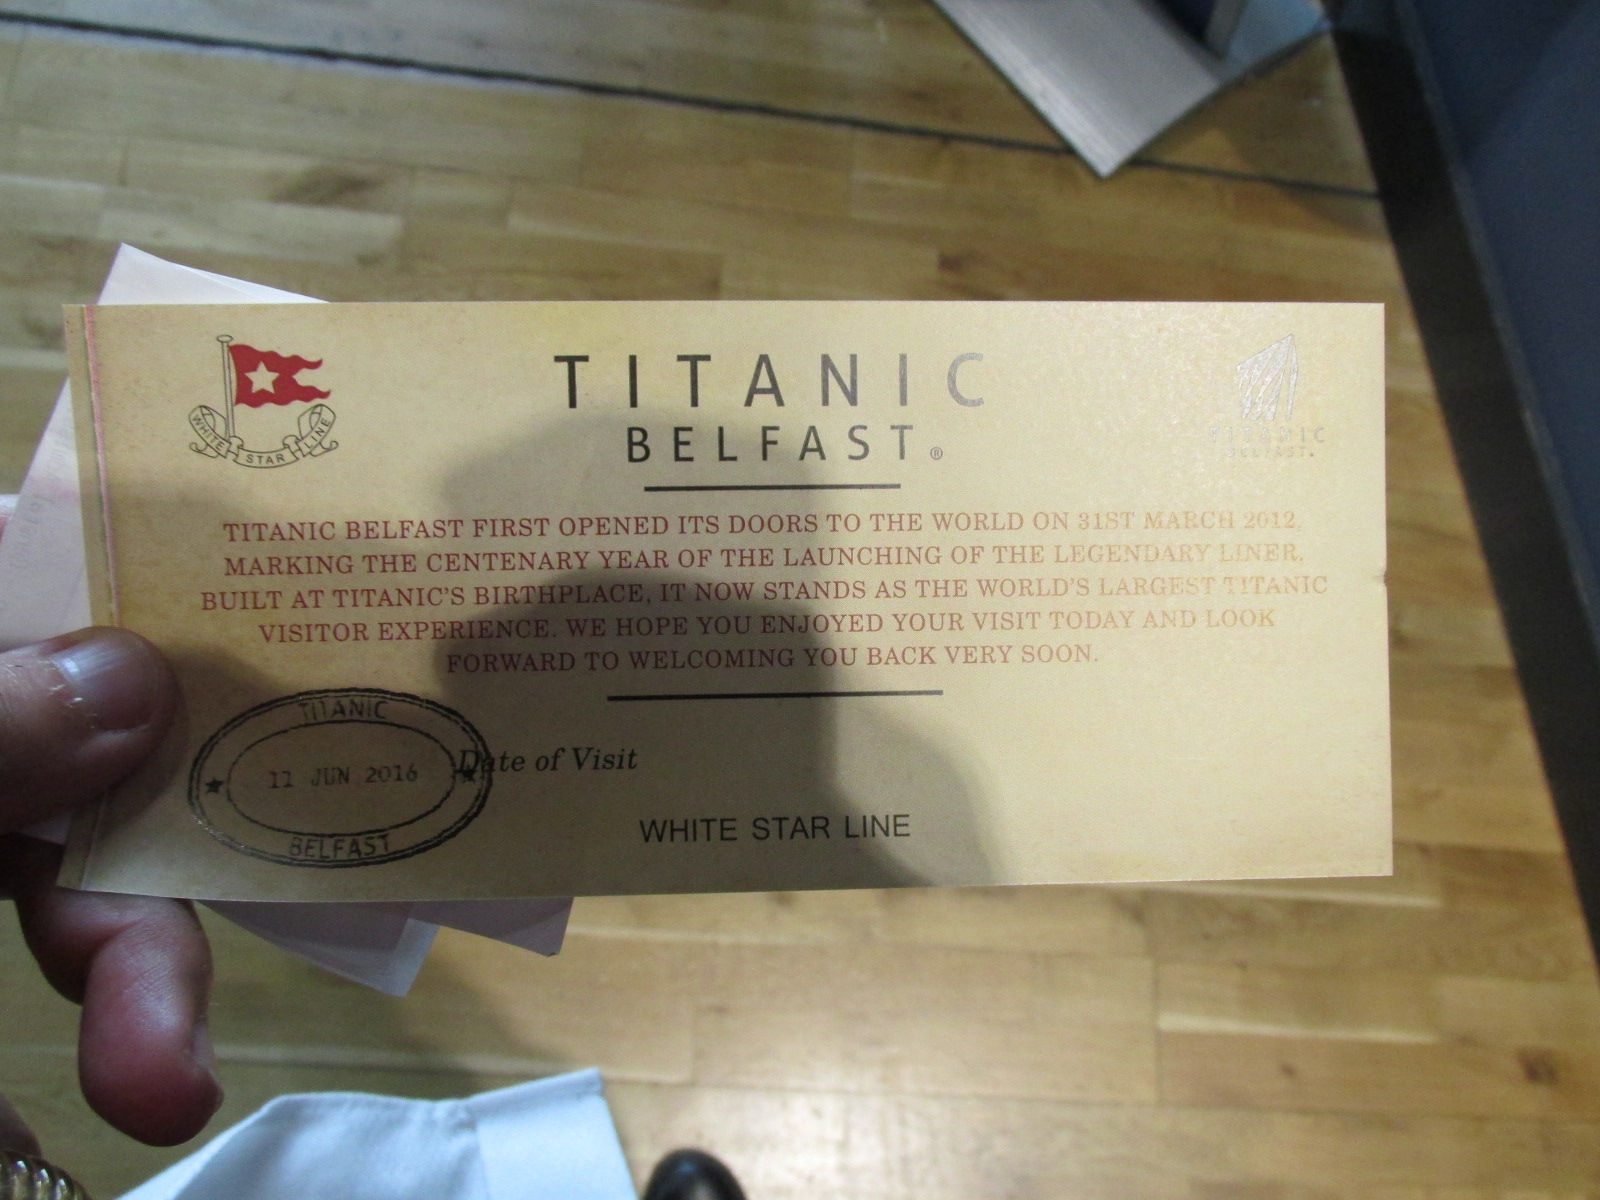 WHITE STAR LINE
TITANIC
BELFAST®
TITANIC
BELFAST.
TITANIC BELFAST FIRST OPENED ITS DOORS TO THE WORLD ON 31ST MARCH 2012,
MARKING THE CENTENARY YEAR OF THE LAUNCHING OF THE LEGENDARY LINER.
BUILT AT TITANIC'S BIRTHPLACE, IT NOW STANDS AS THE WORLD'S LARGEST TITANIC
VISITOR EXPERIENCE. WE HOPE YOU ENJOYED YOUR VISIT TODAY AND LOOK
FORWARD TO WELCOMING YOU BACK VERY SOON.
TITANIC
11 JUN 2016
BELFAST
Date of Visit
WHITE STAR LINE